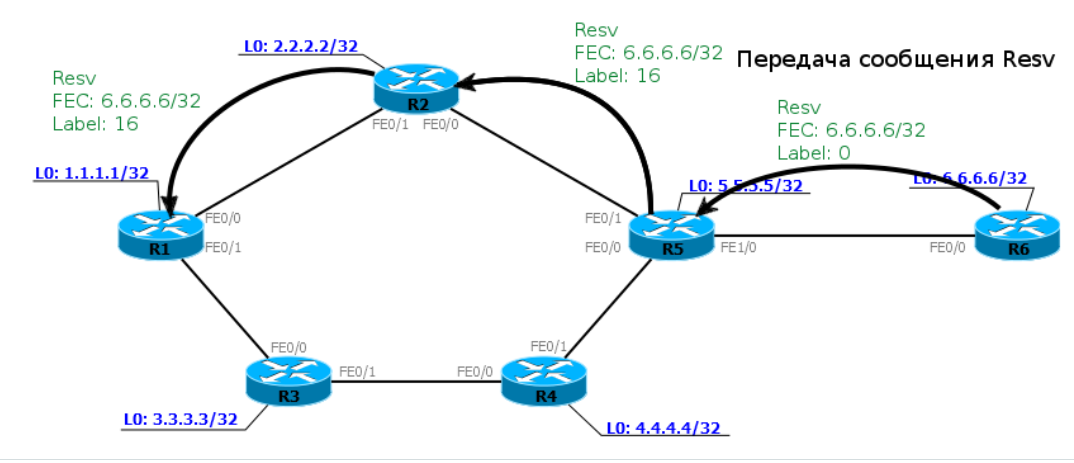 Передача сообщения Resv
Resv
FEC: 6.6.6.6/32
Label: 16
L0: 2.2.2.2/32
R2
FE0/1
FE0/0
Resv
FEC: 6.6.6.6/32
Label: 16
Resv
FEC: 6.6.6.6/32
Label: 0
L0: 1.1.1.1/32
R1
FE0/0
FE0/1
L0: 5.5.5.5/32
FE0/1
FE0/0
R5
FE1/0
L0: 6.6.6.6/32
FE0/0
R6
FE0/0
R3
FE0/1
L0: 3.3.3.3/32
FE0/1
FE0/0
R4
L0: 4.4.4.4/32